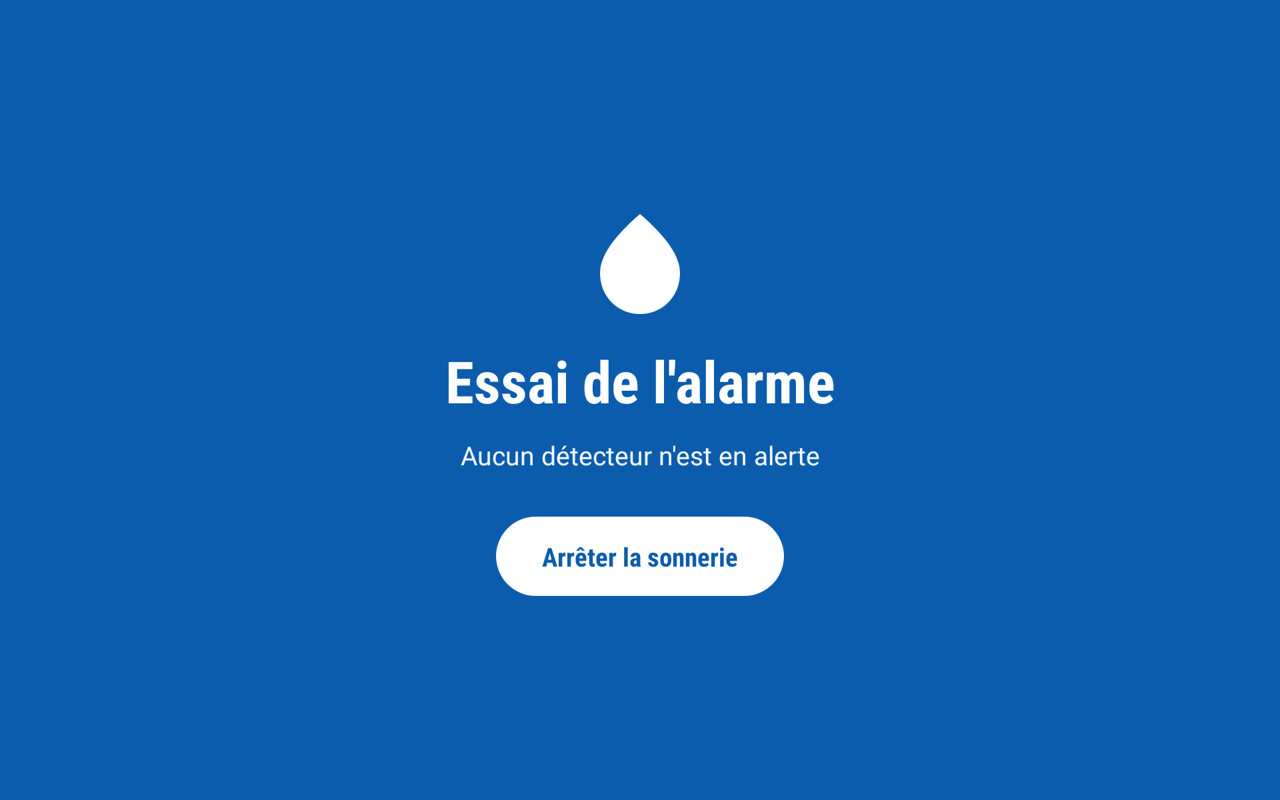 Essai de l'alarme
Aucun détecteur n'est en alerte
Arrêter la sonnerie